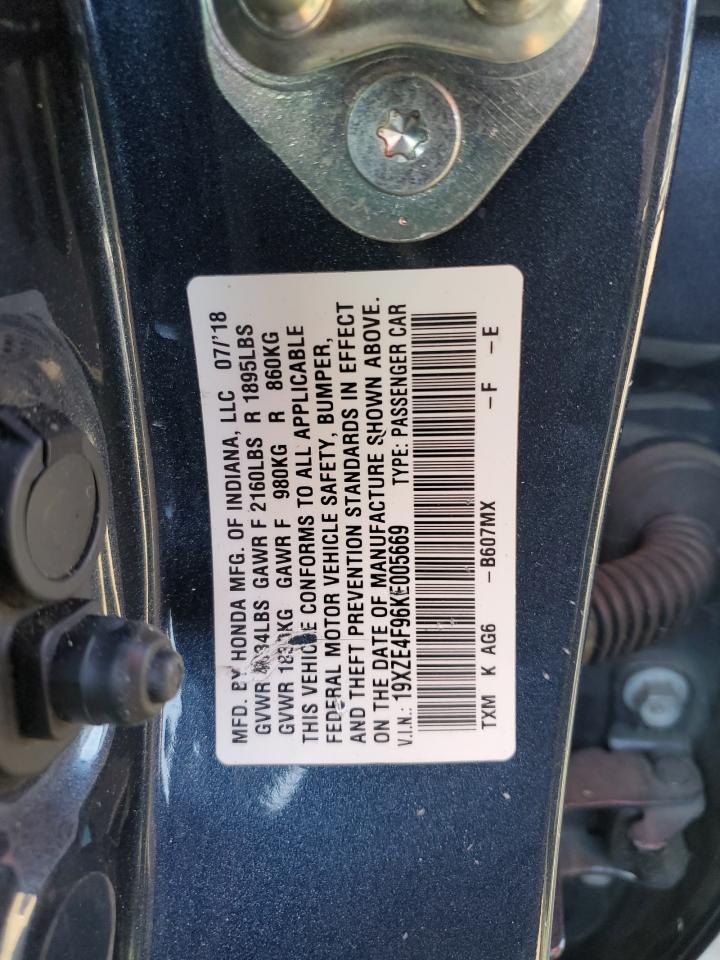 MFD. BY HONDA MFG. OF INDIANA, LLC 07/'18
GAWR F 2160LBS R 1895LBS
GVWR GAWR F 980KG R 860KG
THIS VEHICLE CONFORMS TO ALL APPLICABLE
FEDERAL MOTOR VEHICLE SAFETY, BUMPER,
AND THEFT PREVENTION STANDARDS IN EFFECT
ON THE DATE OF MANUFACTURE SHOWN ABOVE.
V.I.N.: 19XZE4F96KE005669 TYPE: PASSENGER CAR
TXM K AG6 -B607MX -F -E